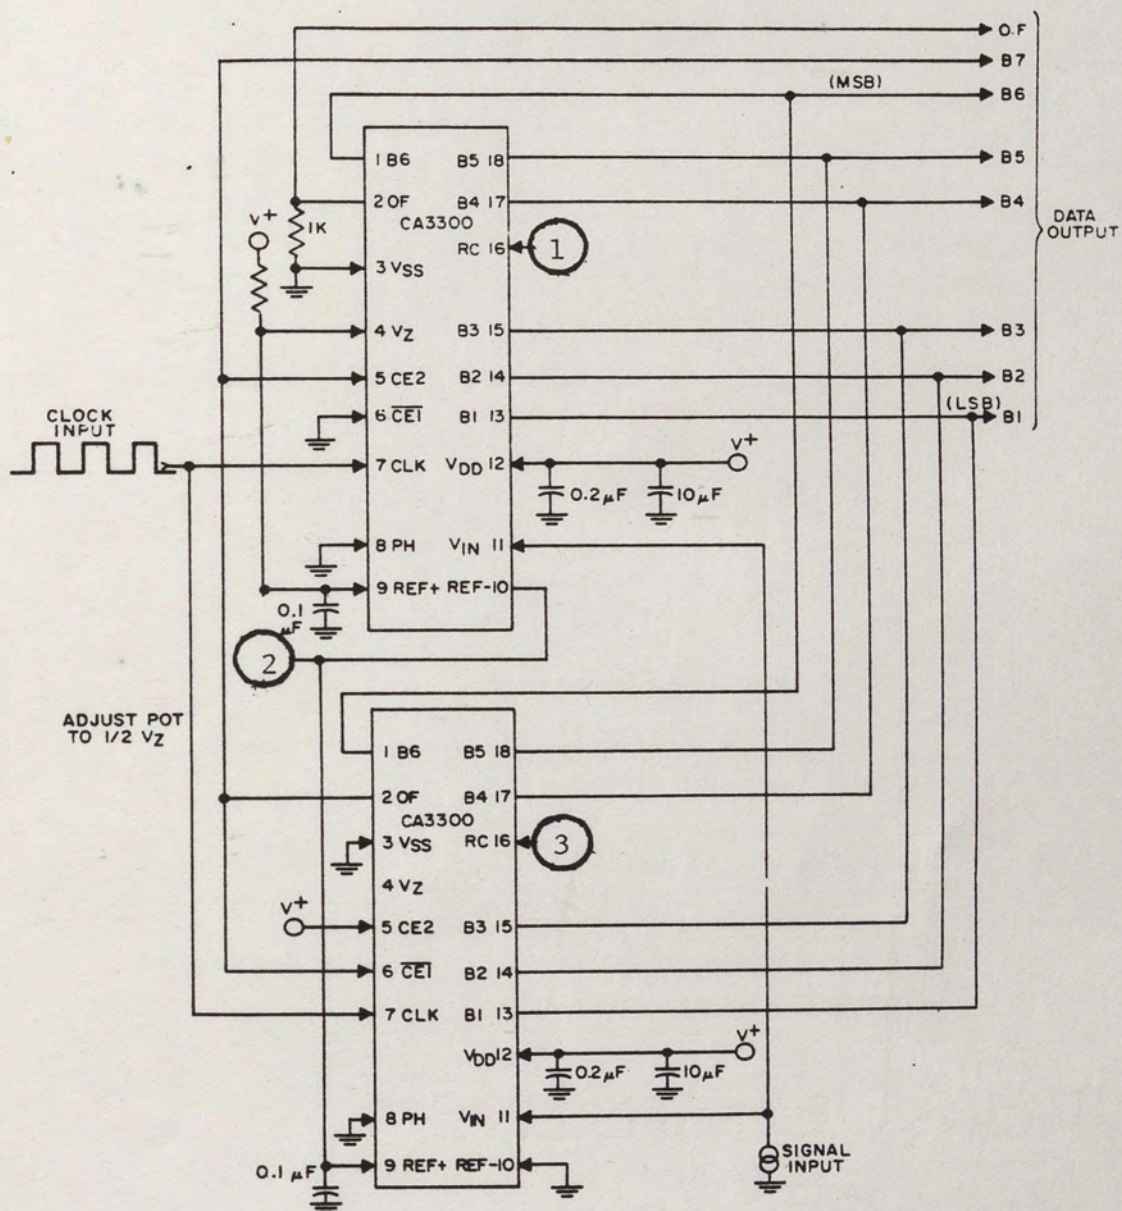 O.F
B7
(MSB)
B6
1 B6
B5 18
B5
2 OF
B4 17
B4
CA3300
V+
1K
RC 16
1
DATA
OUTPUT
3 VSS
4 VZ
B3 15
B3
5 CE2
B2 14
B2
CLOCK
INPUT
6 CE1
B1 13
(LSB)
B1
7 CLK
VDD 12
V+
0.2µF
10µF
8 PH
VIN 11
9 REF+
REF-10
0.1
µF
2
ADJUST POT
TO 1/2 VZ
1 B6
B5 18
2 OF
B4 17
CA3300
3 VSS
RC 16
3
4 VZ
V+
5 CE2
B3 15
6 CE1
B2 14
7 CLK
B1 13
VDD12
V+
0.2µF
10µF
8 PH
VIN 11
SIGNAL
INPUT
0.1 µF
9 REF+
REF-10